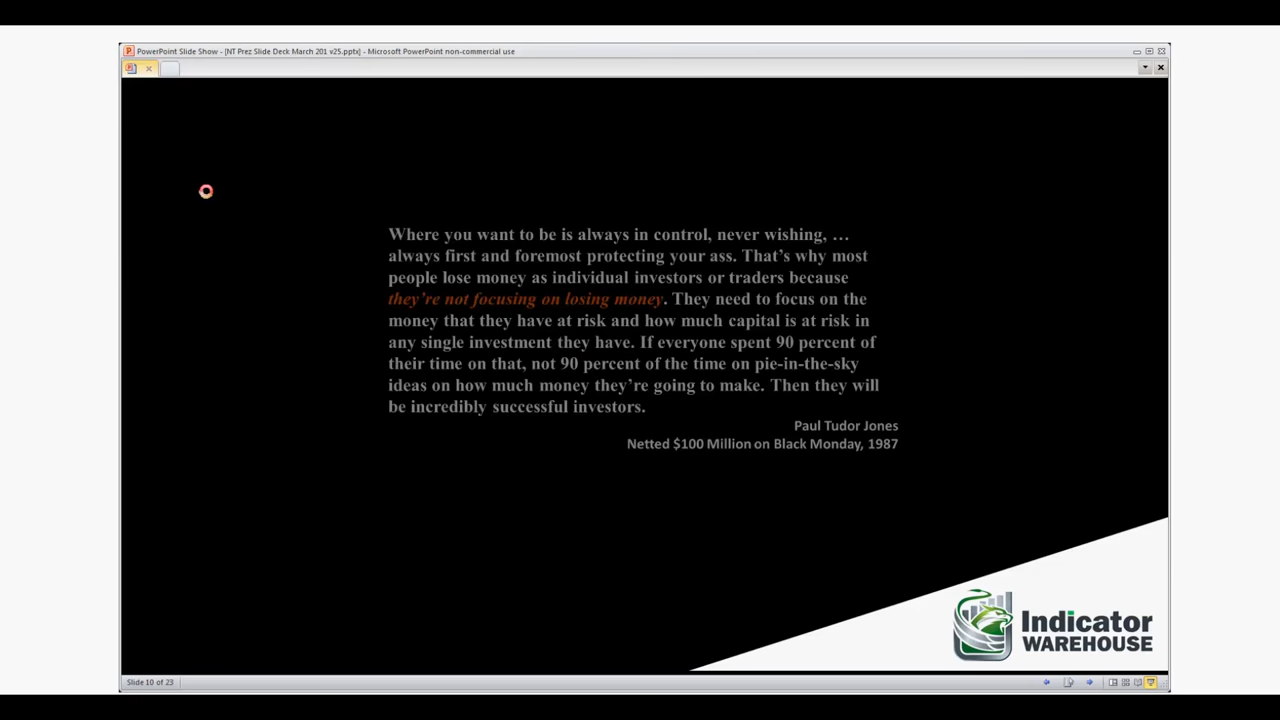 PowerPoint Slide Show - [NT Prez Slide Deck March 201 v25.pptx] - Microsoft PowerPoint non-commercial use
Where you want to be is always in control, never wishing, …
always first and foremost protecting your ass. That’s why most
people lose money as individual investors or traders because
they’re not focusing on losing money. They need to focus on the
money that they have at risk and how much capital is at risk in
any single investment they have. If everyone spent 90 percent of
their time on that, not 90 percent of the time on pie-in-the-sky
ideas on how much money they’re going to make. Then they will
be incredibly successful investors.
Paul Tudor Jones
Netted $100 Million on Black Monday, 1987
Indicator
WAREHOUSE
Slide 10 of 23